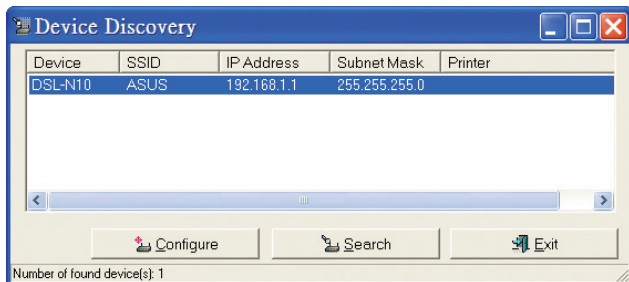 Device Discovery
Device SSID IP Address Subnet Mask Printer
DSL-N10 ASUS 192.168.1.1 255.255.255.0
Configure Search Exit
Number of found device(s): 1